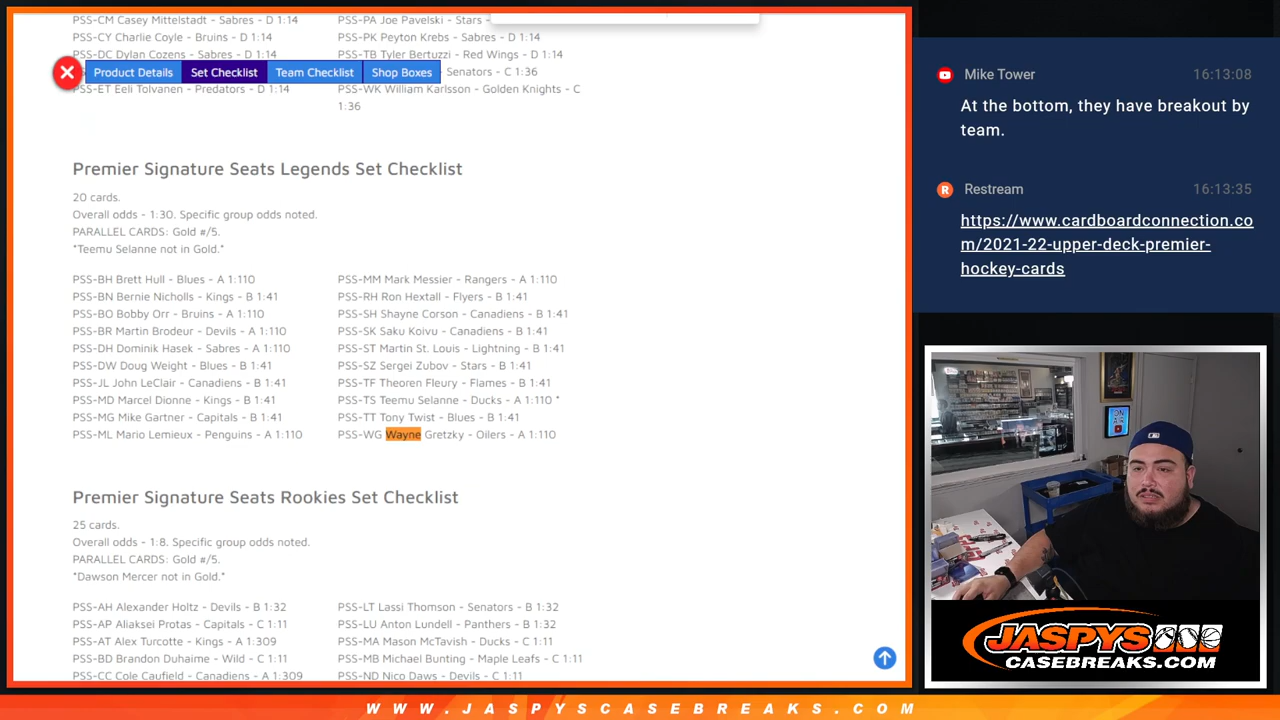 PSS-CM Casey Mittelstadt - Sabres - D 1:14
PSS-CY Charlie Coyle - Bruins - D 1:14
PSS-DC Dylan Cozens - Sabres - D 1:14
PSS-ET Eeli Tolvanen - Predators - D 1:14
PSS-PA Joe Pavelski - Stars -
PSS-PK Peyton Krebs - Sabres - D 1:14
PSS-TB Tyler Bertuzzi - Red Wings - D 1:14
Senators - C 1:36
PSS-WK William Karlsson - Golden Knights - C
1:36
Product Details
Set Checklist
Team Checklist
Shop Boxes
Premier Signature Seats Legends Set Checklist
20 cards.
Overall odds - 1:30. Specific group odds noted.
PARALLEL CARDS: Gold #/5.
*Teemu Selanne not in Gold.*
PSS-BH Brett Hull - Blues - A 1:110
PSS-BN Bernie Nicholls - Kings - B 1:41
PSS-BO Bobby Orr - Bruins - A 1:110
PSS-BR Martin Brodeur - Devils - A 1:110
PSS-DH Dominik Hasek - Sabres - A 1:110
PSS-DW Doug Weight - Blues - B 1:41
PSS-JL John LeClair - Canadiens - B 1:41
PSS-MD Marcel Dionne - Kings - B 1:41
PSS-MG Mike Gartner - Capitals - B 1:41
PSS-ML Mario Lemieux - Penguins - A 1:110
PSS-MM Mark Messier - Rangers - A 1:110
PSS-RH Ron Hextall - Flyers - B 1:41
PSS-SH Shayne Corson - Canadiens - B 1:41
PSS-SK Saku Koivu - Canadiens - B 1:41
PSS-ST Martin St. Louis - Lightning - B 1:41
PSS-SZ Sergei Zubov - Stars - B 1:41
PSS-TF Theoren Fleury - Flames - B 1:41
PSS-TS Teemu Selanne - Ducks - A 1:110 *
PSS-TT Tony Twist - Blues - B 1:41
PSS-WG Wayne Gretzky - Oilers - A 1:110
Premier Signature Seats Rookies Set Checklist
25 cards.
Overall odds - 1:8. Specific group odds noted.
PARALLEL CARDS: Gold #/5.
*Dawson Mercer not in Gold.*
PSS-AH Alexander Holtz - Devils - B 1:32
PSS-AP Aliaksei Protas - Capitals - C 1:11
PSS-AT Alex Turcotte - Kings - A 1:309
PSS-BD Brandon Duhaime - Wild - C 1:11
PSS-CC Cole Caufield - Canadiens - A 1:309
PSS-LT Lassi Thomson - Senators - B 1:32
PSS-LU Anton Lundell - Panthers - B 1:32
PSS-MA Mason McTavish - Ducks - C 1:11
PSS-MB Michael Bunting - Maple Leafs - C 1:11
PSS-ND Nico Daws - Devils - C 1:11
Mike Tower 16:13:08
At the bottom, they have breakout by
team.
Restream 16:13:35
https://www.cardboardconnection.co
m/2021-22-upper-deck-premier-
hockey-cards
JASPYS
CASEBREAKS.COM
WWW.JASPYSCASEBREAKS.COM